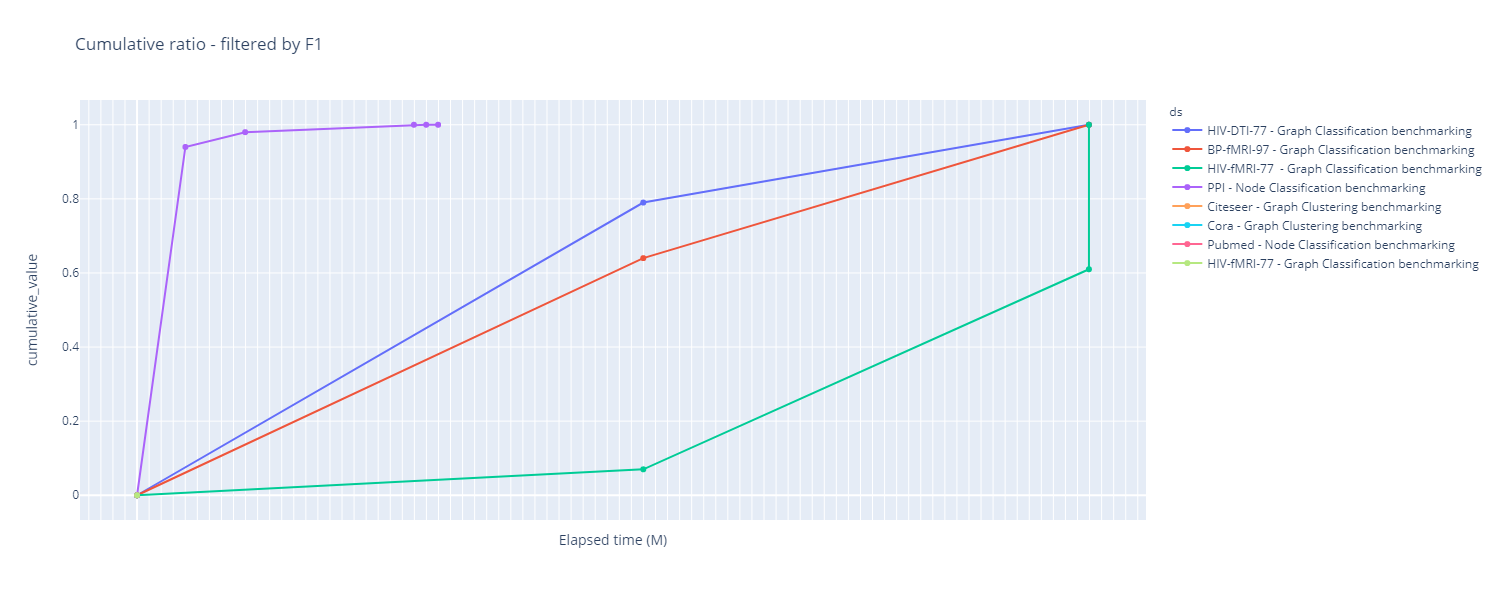 Cumulative ratio - filtered by F1
1
0.8
0.6
0.4
0.2
0
cumulative_value
Elapsed time (M)
ds
HIV-DTI-77 - Graph Classification benchmarking
BP-fMRI-97 - Graph Classification benchmarking
HIV-fMRI-77  - Graph Classification benchmarking
PPI - Node Classification benchmarking
Citeseer - Graph Clustering benchmarking
Cora - Graph Clustering benchmarking
Pubmed - Node Classification benchmarking
HIV-fMRI-77 - Graph Classification benchmarking